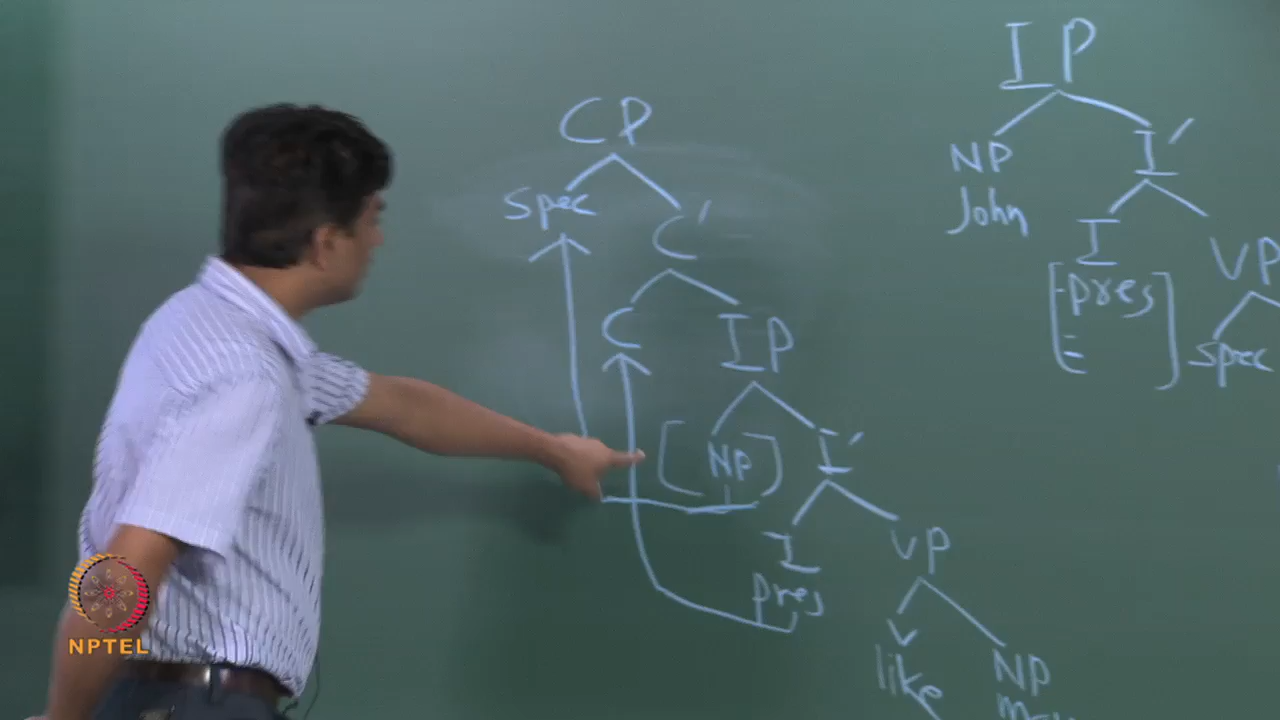 CP
Spec C′
C IP
[NP] I′
I VP
pres
V NP
like
IP
NP I′
John
I VP
[-pres
Spec
NPTEL